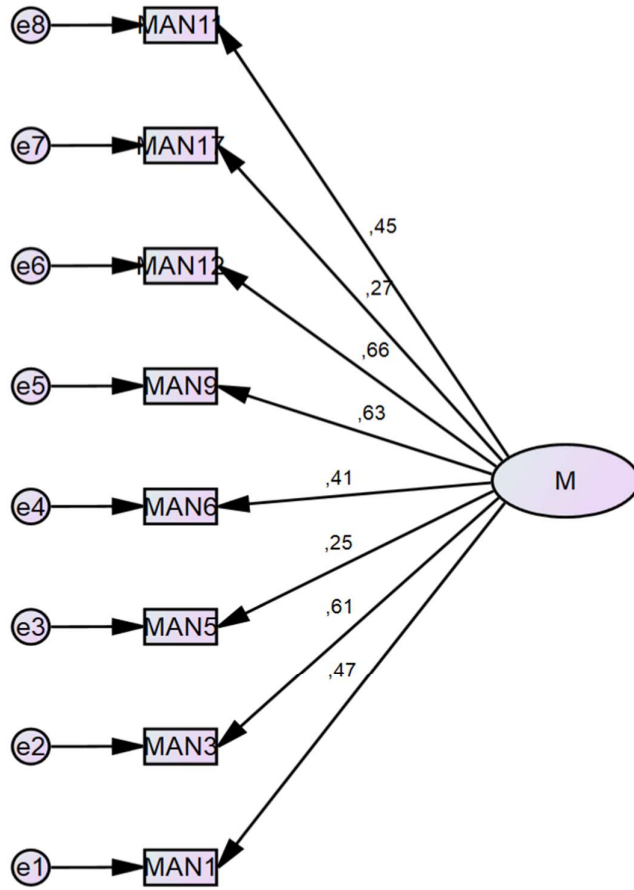 e8 MAN11
e7 MAN17
,45
e6 MAN12
,27
,66
e5 MAN9
,63
M
,41
e4 MAN6
,25
,61
e3 MAN5
,47
e2 MAN3
e1 MAN1